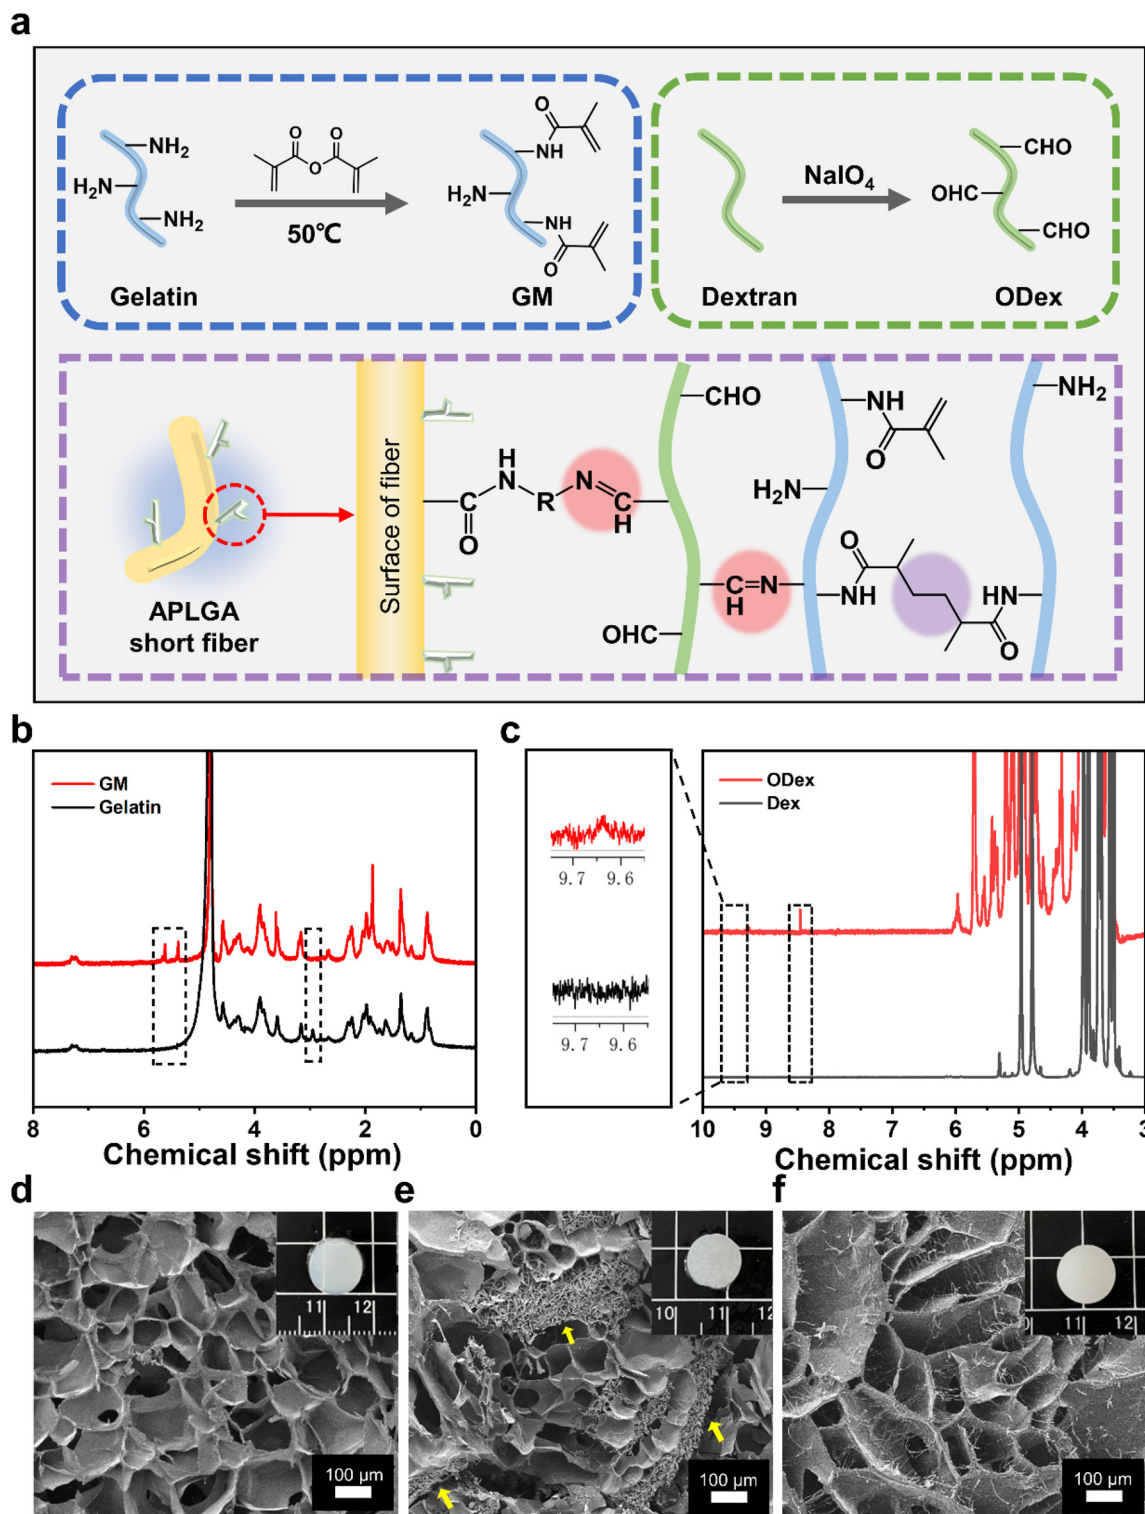 a
NH₂
H₂N
NH₂
Gelatin
O O
O
50℃
O
NH
H₂N
NH
O
GM
Dextran
NaIO₄
CHO
OHC
CHO
ODex
APLGA
short fiber
Surface of fiber
O
H
N
R
N
C
H
CHO
OHC
C
H
N
NH
O
H₂N
O
NH
HN
O
NH₂
b
GM
Gelatin
8 6 4 2 0
Chemical shift (ppm)
c
9.7 9.6
9.7 9.6
ODex
Dex
10 9 8 7 6 5 4 3
Chemical shift (ppm)
d
11 12
100 µm
e
10 11
100 µm
f
11 12
100 µm